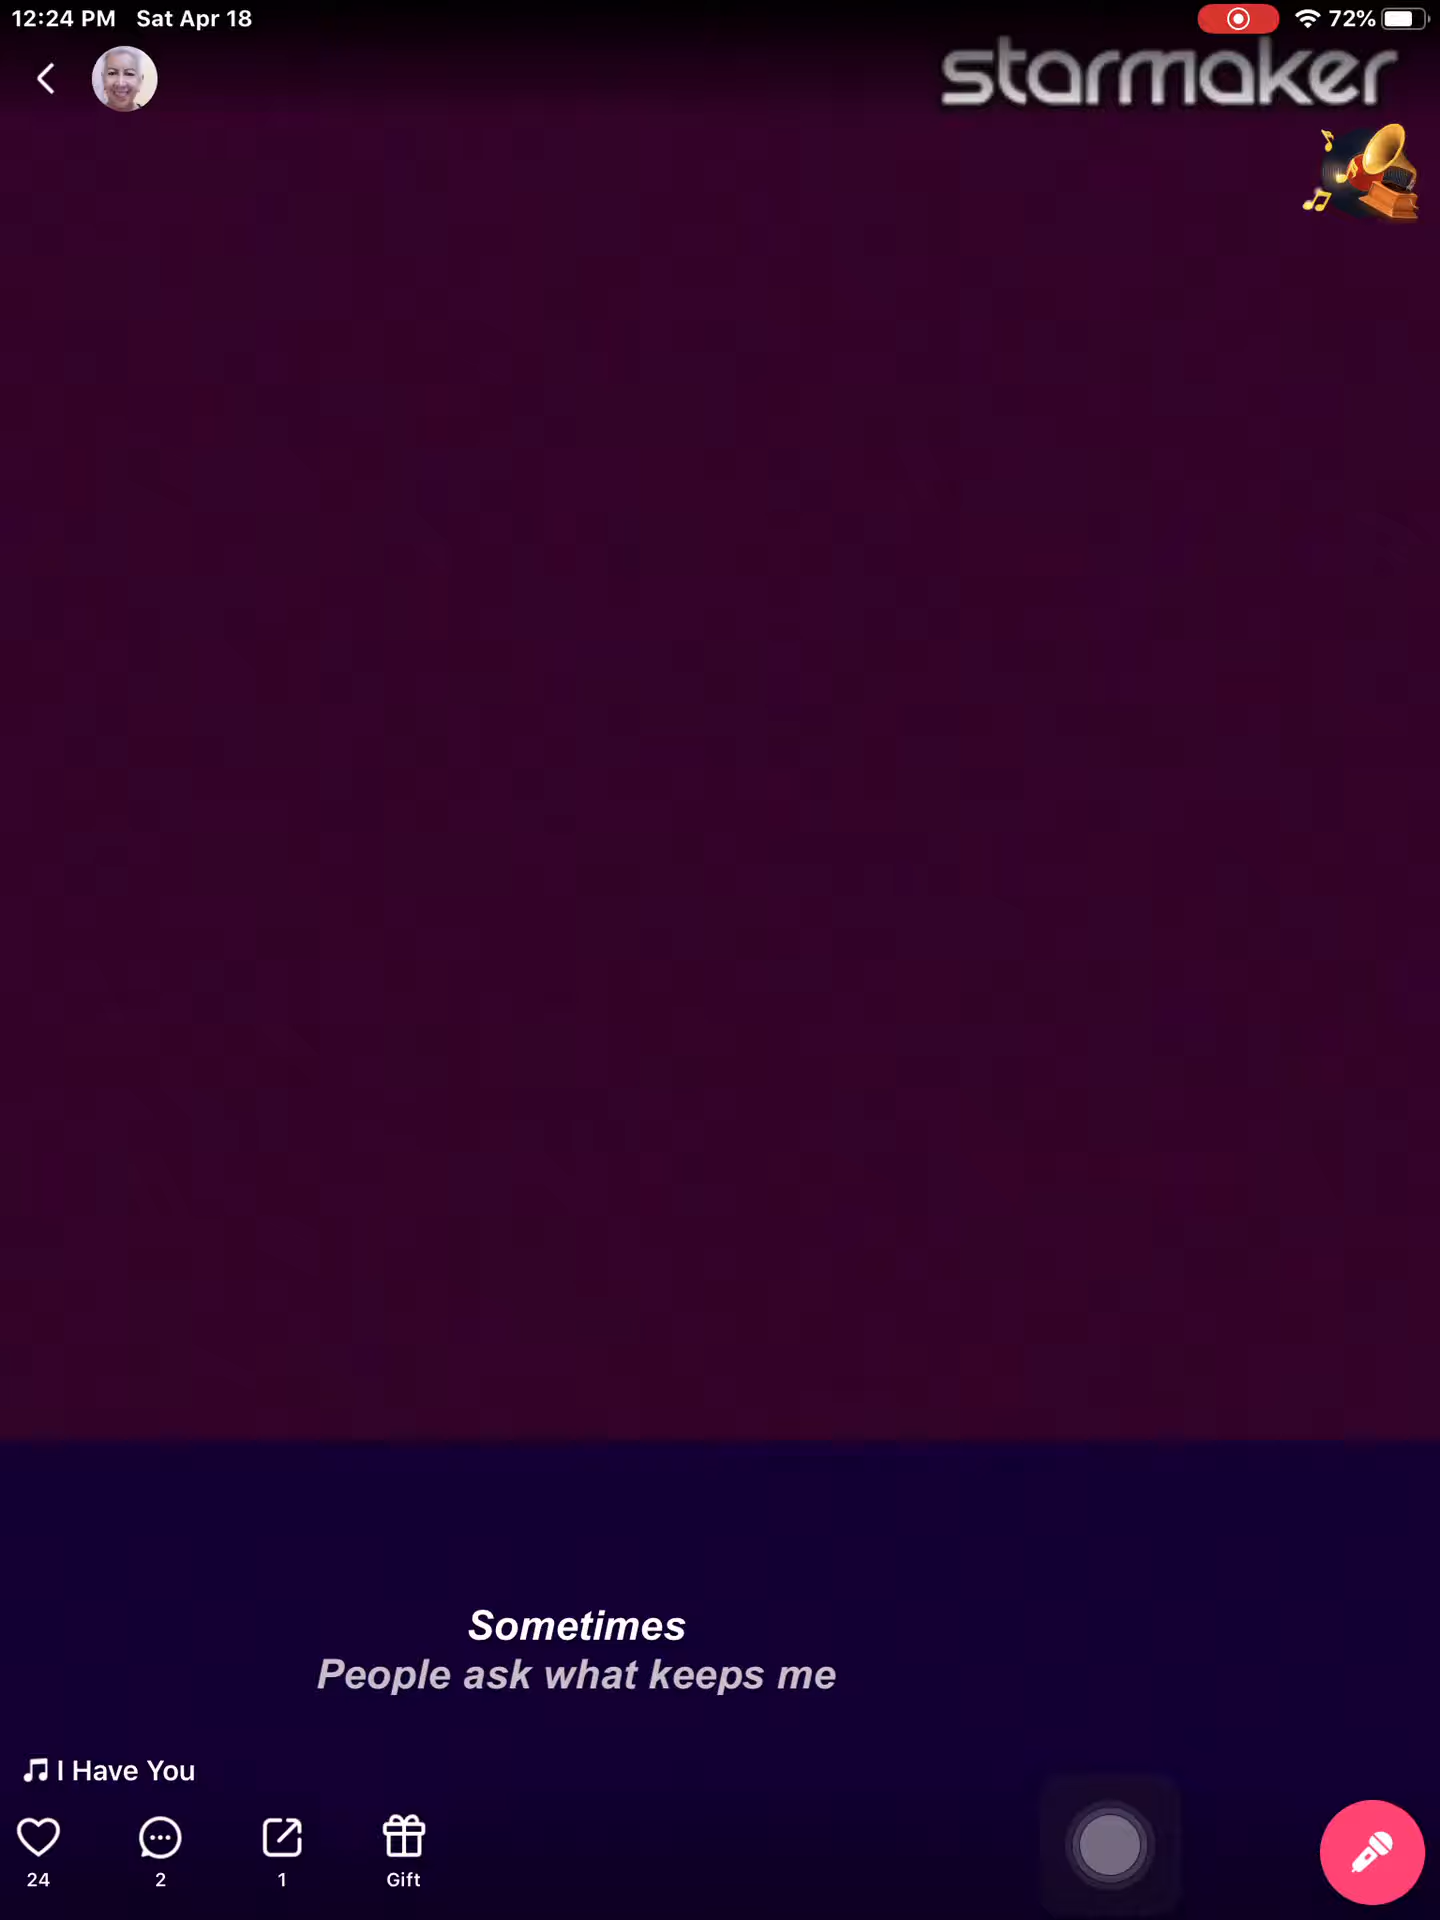 12:24 PM Sat Apr 18
72%
starmaker
Sometimes
People ask what keeps me
I Have You
24
2
1
Gift